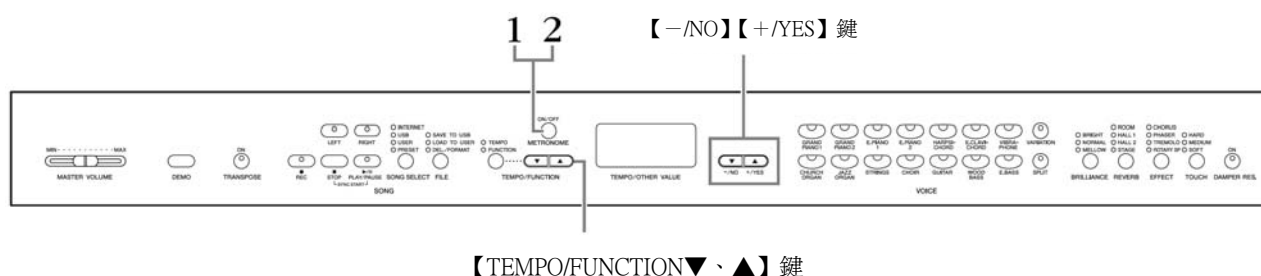 1 2
【-/NO】【+/YES】鍵
MIN MAX
MASTER VOLUME
DEMO
ON
TRANSPOSE
LEFT
RIGHT
REC
STOP
PLAY/PAUSE
SYNC START
SONG
INTERNET
USB
USER
PRESET
SONG SELECT
SAVE TO USB
LOAD TO USER
DEL./FORMAT
FILE
TEMPO
FUNCTION
ON/OFF
METRONOME
▼ ▲
TEMPO/FUNCTION
TEMPO/OTHER VALUE
▼ ▲
-/NO +/YES
GRAND PIANO 1
GRAND PIANO 2
E.PIANO 1
E.PIANO 2
HARPSI-CHORD
E.CLAVI-CHORD
VIBRA-PHONE
VARIATION
CHURCH ORGAN
JAZZ ORGAN
STRINGS
CHOIR
GUITAR
WOOD BASS
E.BASS
SPLIT
VOICE
BRIGHT
NORMAL
MELLOW
BRILLIANCE
ROOM
HALL 1
HALL 2
STAGE
REVERB
CHORUS
PHASER
TREMOLO
ROTARY SP
EFFECT
HARD
MEDIUM
SOFT
TOUCH
ON
DAMPER RES.
【TEMPO/FUNCTION▼、▲】鍵